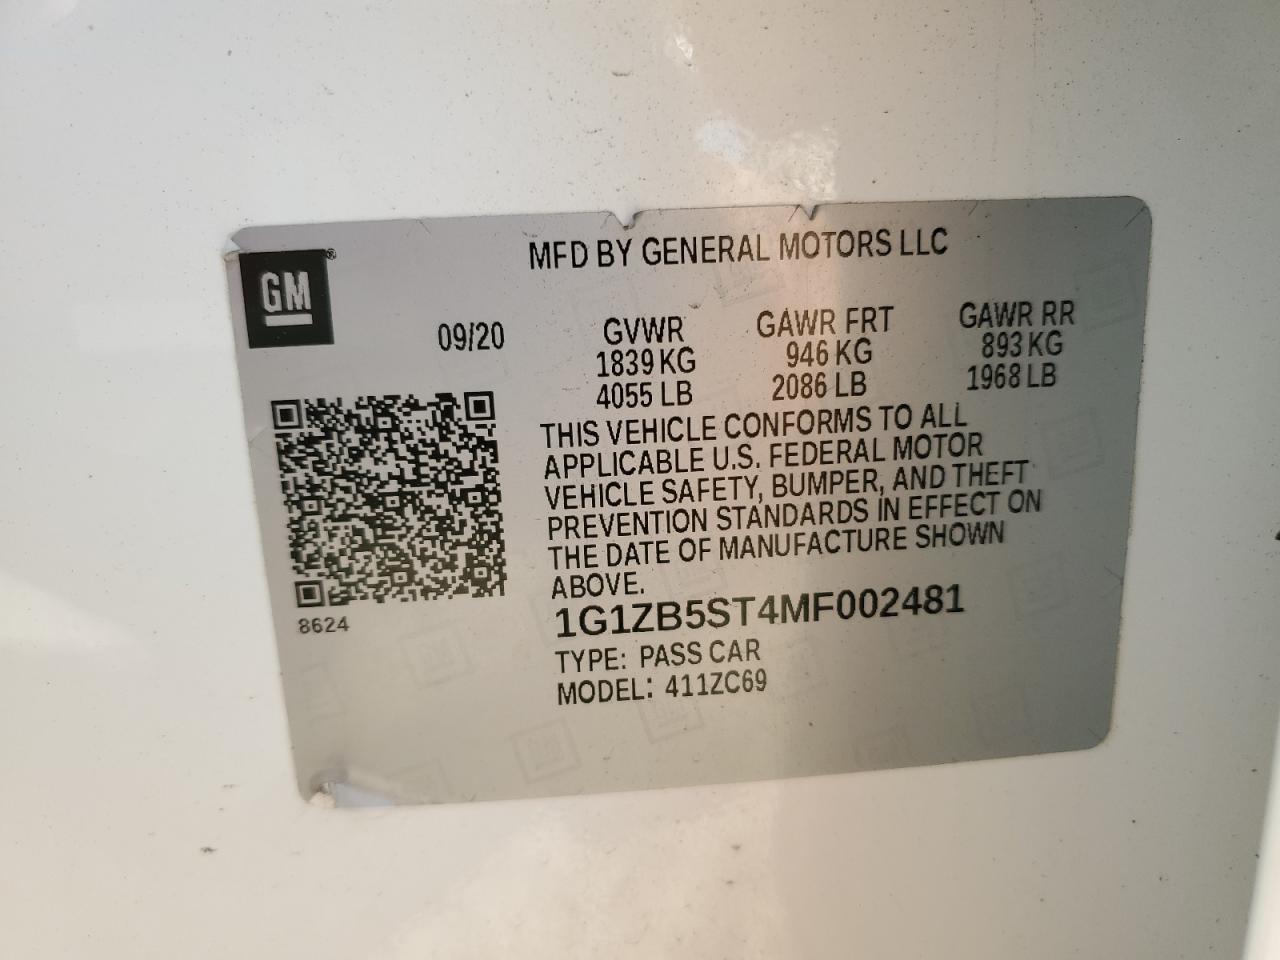 MFD BY GENERAL MOTORS LLC
GM®
09/20
GVWR GAWR FRT GAWR RR
1839 KG 946 KG 893 KG
4055 LB 2086 LB 1968 LB
THIS VEHICLE CONFORMS TO ALL
APPLICABLE U.S. FEDERAL MOTOR
VEHICLE SAFETY, BUMPER, AND THEFT
PREVENTION STANDARDS IN EFFECT ON
THE DATE OF MANUFACTURE SHOWN
ABOVE.
8624
1G1ZB5ST4MF002481
TYPE: PASS CAR
MODEL: 411ZC69